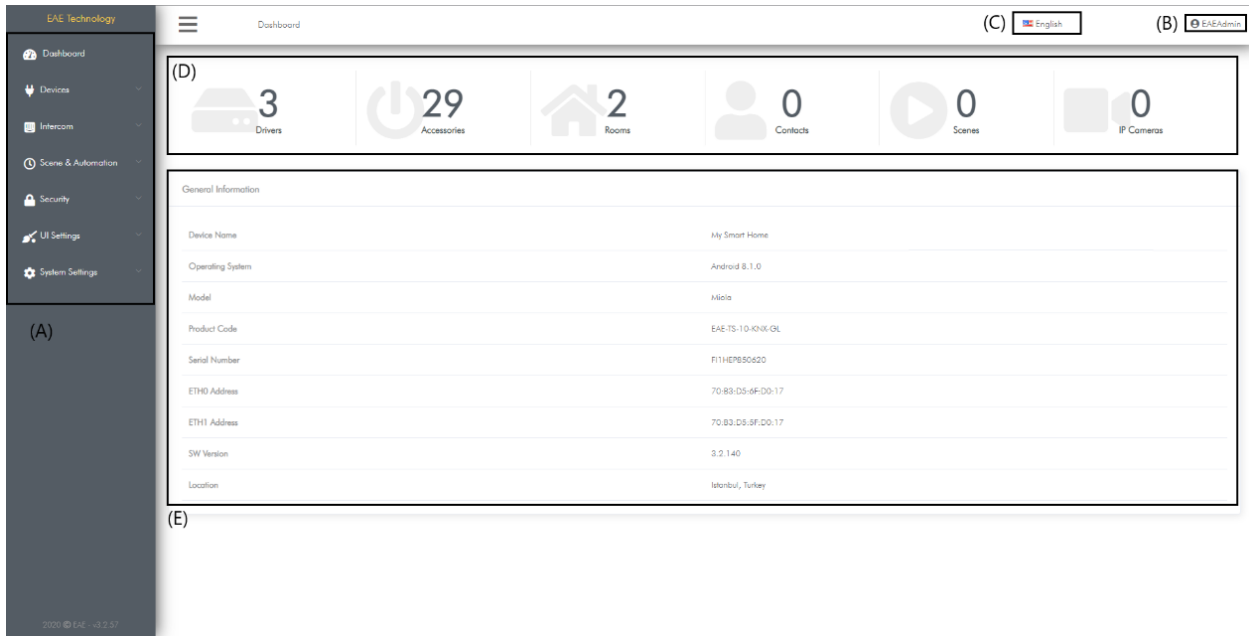 EAE Technology
Dashboard
(C) English
(B) EAEAdmin
Dashboard
Devices
Intercom
Scene & Automation
Security
UI Settings
System Settings
(A)
(D)
3
Drivers
29
Accessories
2
Rooms
0
Contacts
0
Scenes
0
IP Cameras
General Information
Device Name My Smart Home
Operating System Android 8.1.0
Model Miola
Product Code EAE-TS-10-KNX-GL
Serial Number FI1HEP850620
ETH0 Address 70:B3:D5:6F:D0:17
ETH1 Address 70:B3:D5:5F:D0:17
SW Version 3.2.140
Location Istanbul, Turkey
(E)
2020 © EAE - v3.2.57